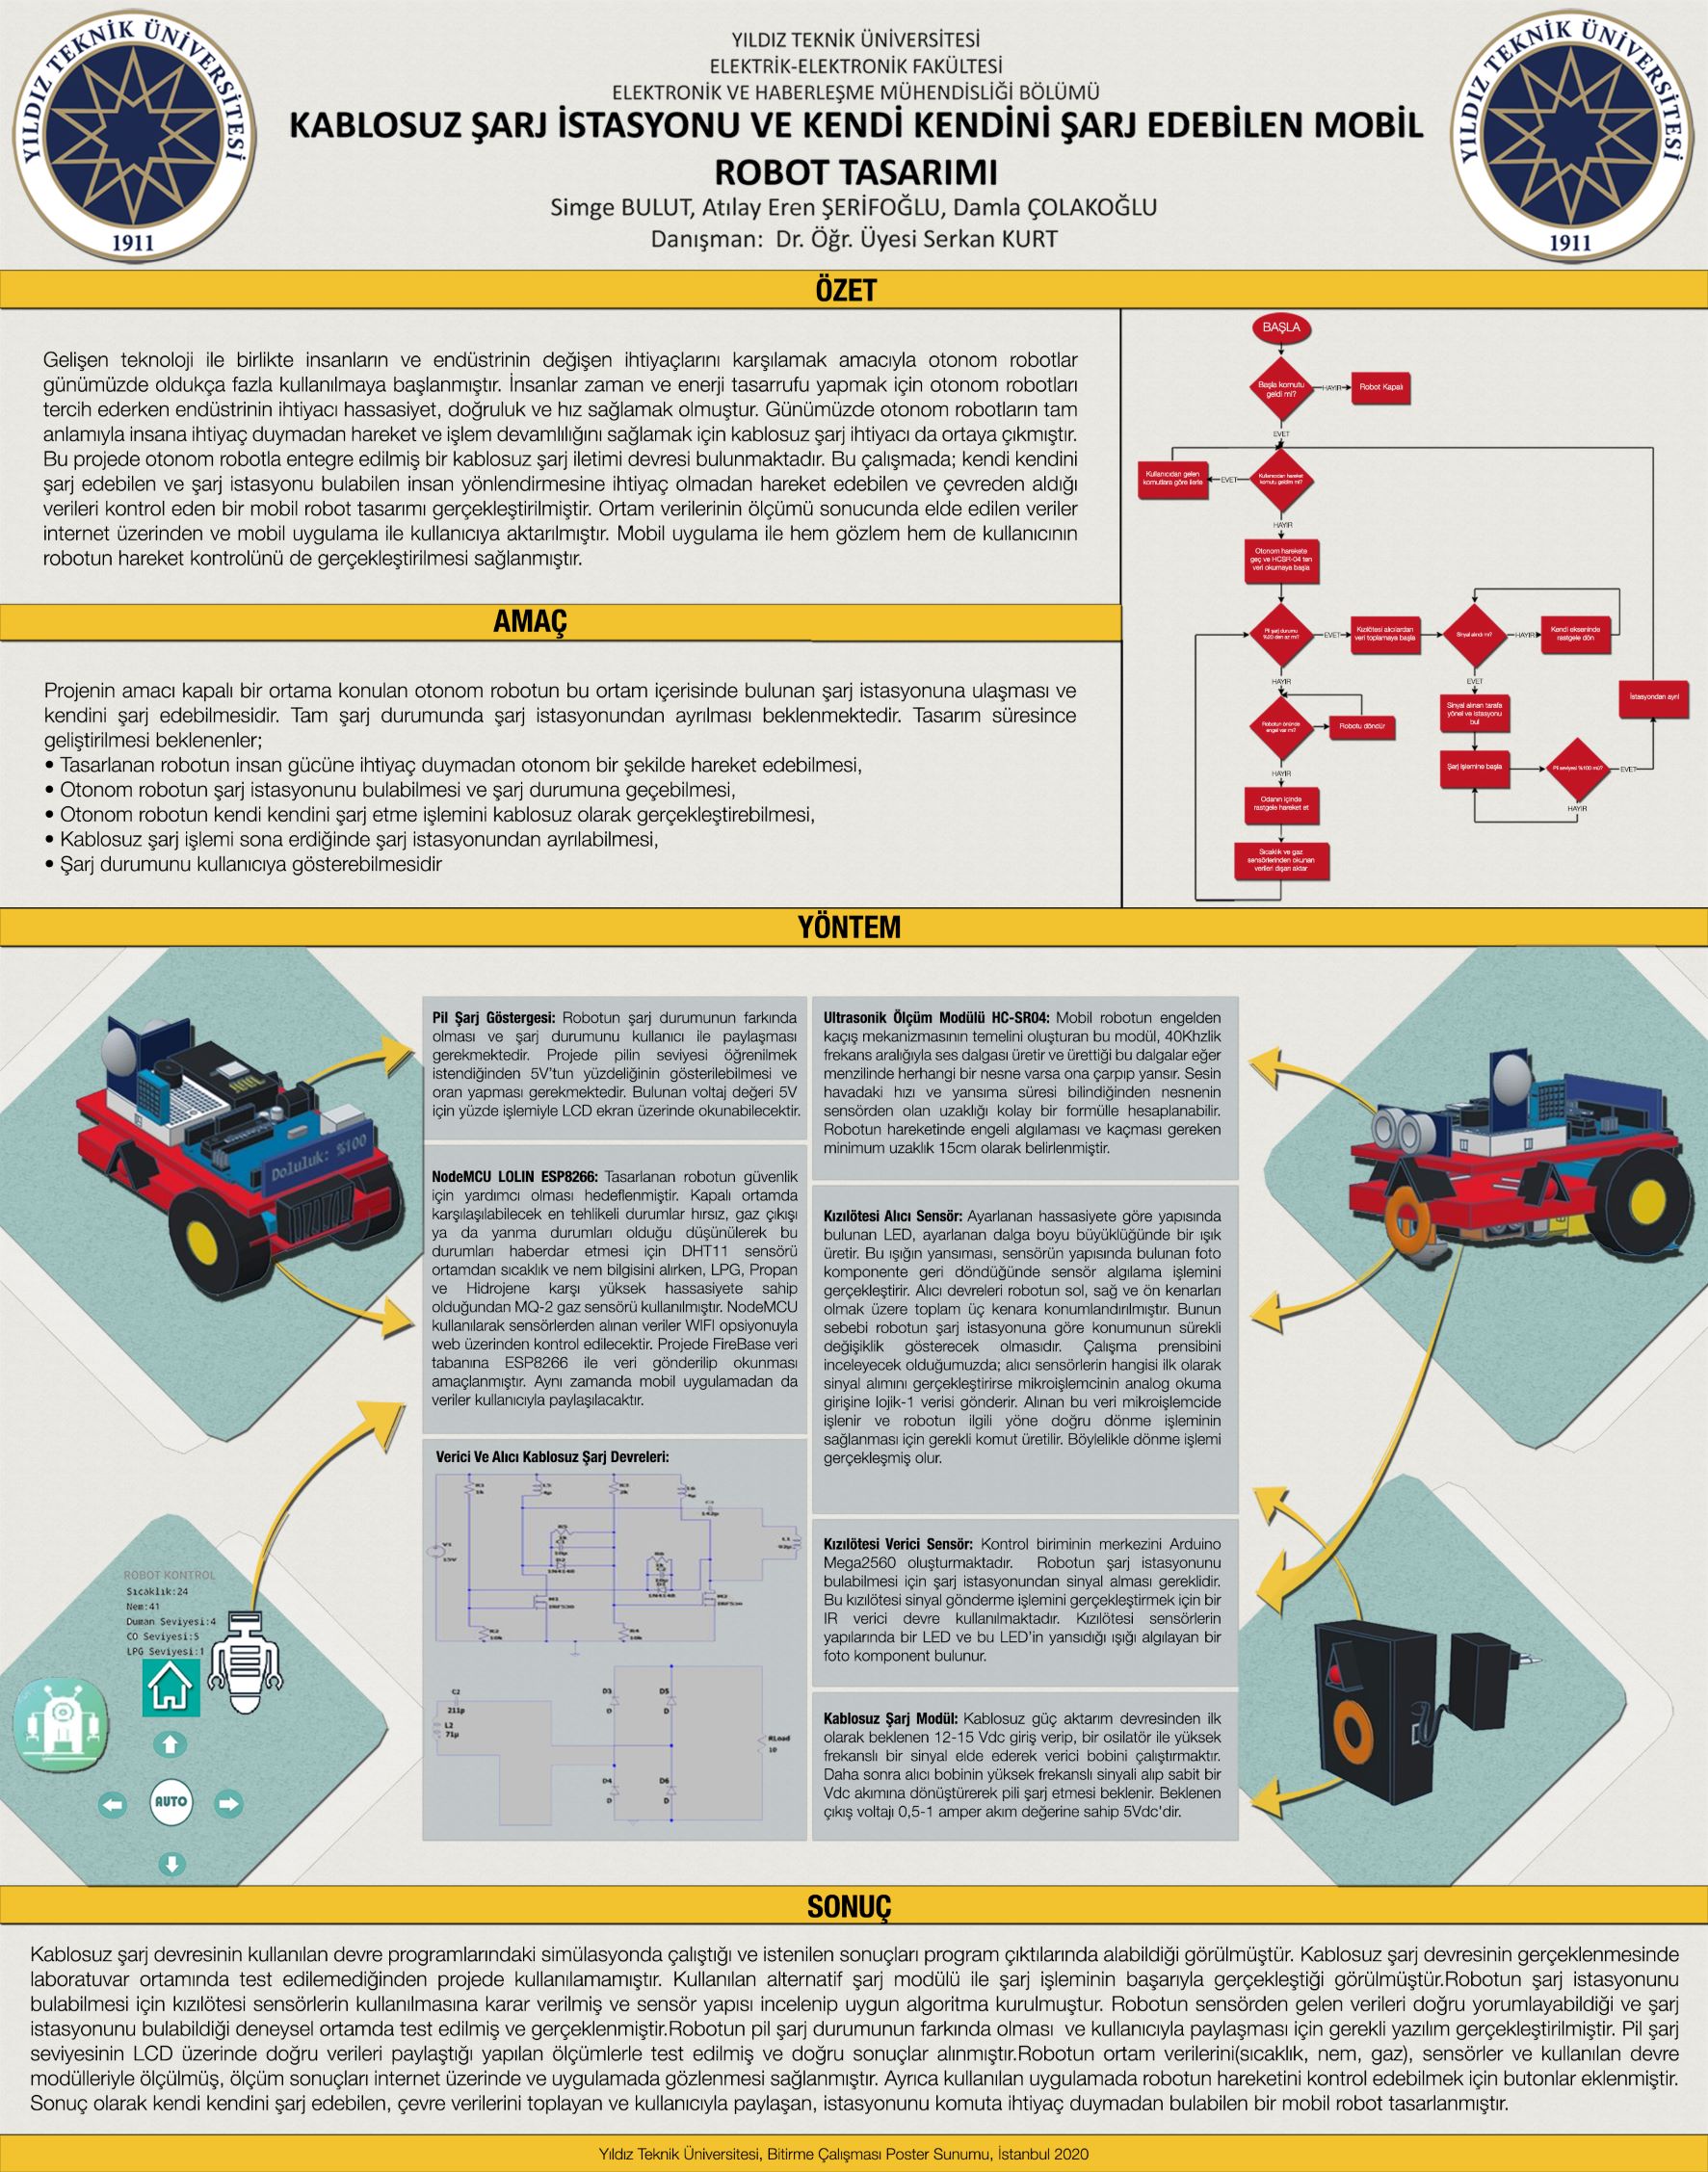 YILDIZ TEKNİK ÜNİVERSİTESİ
1911
YILDIZ TEKNİK ÜNİVERSİTESİ
ELEKTRİK-ELEKTRONİK FAKÜLTESİ
ELEKTRONİK VE HABERLEŞME MÜHENDİSLİĞİ BÖLÜMÜ
KABLOSUZ ŞARJ İSTASYONU VE KENDİ KENDİNİ ŞARJ EDEBİLEN MOBİL
ROBOT TASARIMI
Simge BULUT, Atılay Eren ŞERİFOĞLU, Damla ÇOLAKOĞLU
Danışman: Dr. Öğr. Üyesi Serkan KURT
YILDIZ TEKNİK ÜNİVERSİTESİ
1911
ÖZET
Gelişen teknoloji ile birlikte insanların ve endüstrinin değişen ihtiyaçlarını karşılamak amacıyla otonom robotlar
günümüzde oldukça fazla kullanılmaya başlanmıştır. İnsanlar zaman ve enerji tasarrufu yapmak için otonom robotları
tercih ederken endüstrinin ihtiyacı hassasiyet, doğruluk ve hız sağlamak olmuştur. Günümüzde otonom robotların tam
anlamıyla insana ihtiyaç duymadan hareket ve işlem devamlılığını sağlamak için kablosuz şarj ihtiyacı da ortaya çıkmıştır.
Bu projede otonom robotla entegre edilmiş bir kablosuz şarj iletimi devresi bulunmaktadır. Bu çalışmada; kendi kendini
şarj edebilen ve şarj istasyonu bulabilen insan yönlendirmesine ihtiyaç olmadan hareket edebilen ve çevreden aldığı
verileri kontrol eden bir mobil robot tasarımı gerçekleştirilmiştir. Ortam verilerinin ölçümü sonucunda elde edilen veriler
internet üzerinden ve mobil uygulama ile kullanıcıya aktarılmıştır. Mobil uygulama ile hem gözlem hem de kullanıcının
robotun hareket kontrolünü de gerçekleştirilmesi sağlanmıştır.
AMAÇ
Projenin amacı kapalı bir ortama konulan otonom robotun bu ortam içerisinde bulunan şarj istasyonuna ulaşması ve
kendini şarj edebilmesidir. Tam şarj durumunda şarj istasyonundan ayrılması beklenmektedir. Tasarım süresince
geliştirilmesi beklenenler;
• Tasarlanan robotun insan gücüne ihtiyaç duymadan otonom bir şekilde hareket edebilmesi,
• Otonom robotun şarj istasyonunu bulabilmesi ve şarj durumuna geçebilmesi,
• Otonom robotun kendi kendini şarj etme işlemini kablosuz olarak gerçekleştirebilmesi,
• Kablosuz şarj işlemi sona erdiğinde şarj istasyonundan ayrılabilmesi,
• Şarj durumunu kullanıcıya gösterebilmesidir
BAŞLA
Başla komutu
geldi mi?
HAYIR
Robot Kapalı
EVET
Kullanıcıdan gelen
komutlara göre ilerle
EVET
Kullanıcıdan hareket
komutu geldi mi?
HAYIR
Otonom harekete
geç ve HCSR-04 ten
veri okumaya başla
Pil şarj durumu
%20 den az mı?
EVET
Kızılötesi alıcılardan
veri toplamaya başla
Sinyal alındı mı?
HAYIR
Kendi ekseninde
rastgele dön
HAYIR
EVET
Robotun önünde
engel var mı?
Robotu döndür
Sinyal alınan tarafa
yönel ve istasyonu
bul
İstasyondan ayrıl
HAYIR
Şarj işlemine başla
Pil seviyesi %100 mü?
EVET
HAYIR
Odanın içinde
rastgele hareket et
Sıcaklık ve gaz
sensörlerinden okunan
verileri dışarı aktar
YÖNTEM
Doluluk: %100
Pil Şarj Göstergesi: Robotun şarj durumunun farkında
olması ve şarj durumunu kullanıcı ile paylaşması
gerekmektedir. Projede pilin seviyesi öğrenilmek
istendiğinden 5V'tun yüzdeliğinin gösterilebilmesi ve
oran yapması gerekmektedir. Bulunan voltaj değeri 5V
için yüzde işlemiyle LCD ekran üzerinde okunabilecektir.
NodeMCU LOLIN ESP8266: Tasarlanan robotun güvenlik
için yardımcı olması hedeflenmiştir. Kapalı ortamda
karşılaşılabilecek en tehlikeli durumlar hırsız, gaz çıkışı
ya da yanma durumları olduğu düşünülerek bu
durumları haberdar etmesi için DHT11 sensörü
ortamdan sıcaklık ve nem bilgisini alırken, LPG, Propan
ve Hidrojene karşı yüksek hassasiyete sahip
olduğundan MQ-2 gaz sensörü kullanılmıştır. NodeMCU
kullanılarak sensörlerden alınan veriler WIFI opsiyonuyla
web üzerinden kontrol edilecektir. Projede FireBase veri
tabanına ESP8266 ile veri gönderilip okunması
amaçlanmıştır. Aynı zamanda mobil uygulamadan da
veriler kullanıcıyla paylaşılacaktır.
Verici Ve Alıcı Kablosuz Şarj Devreleri:
C2
211p
L2
71µ
D3
D
D5
D
D4
D
D6
D
RLoad
10
Ultrasonik Ölçüm Modülü HC-SR04: Mobil robotun engelden
kaçış mekanizmasının temelini oluşturan bu modül, 40Khzlik
frekans aralığıyla ses dalgası üretir ve ürettiği bu dalgalar eğer
menzilinde herhangi bir nesne varsa ona çarpıp yansır. Sesin
havadaki hızı ve yansıma süresi bilindiğinden nesnenin
sensörden olan uzaklığı kolay bir formülle hesaplanabilir.
Robotun hareketinde engeli algılaması ve kaçması gereken
minimum uzaklık 15cm olarak belirlenmiştir.
Kızılötesi Alıcı Sensör: Ayarlanan hassasiyete göre yapısında
bulunan LED, ayarlanan dalga boyu büyüklüğünde bir ışık
üretir. Bu ışığın yansıması, sensörün yapısında bulunan foto
komponente geri döndüğünde sensör algılama işlemini
gerçekleştirir. Alıcı devreleri robotun sol, sağ ve ön kenarları
olmak üzere toplam üç kenara konumlandırılmıştır. Bunun
sebebi robotun şarj istasyonuna göre konumunun sürekli
değişiklik gösterecek olmasıdır. Çalışma prensibini
inceleyecek olduğumuzda; alıcı sensörlerin hangisi ilk olarak
sinyal alımını gerçekleştirirse mikroişlemcinin analog okuma
girişine lojik-1 verisi gönderir. Alınan bu veri mikroişlemcide
işlenir ve robotun ilgili yöne doğru dönme işleminin
sağlanması için gerekli komut üretilir. Böylelikle dönme işlemi
gerçekleşmiş olur.
Kızılötesi Verici Sensör: Kontrol biriminin merkezini Arduino
Mega2560 oluşturmaktadır. Robotun şarj istasyonunu
bulabilmesi için şarj istasyonundan sinyal alması gereklidir.
Bu kızılötesi sinyal gönderme işlemini gerçekleştirmek için bir
IR verici devre kullanılmaktadır. Kızılötesi sensörlerin
yapılarında bir LED ve bu LED'in yansıdığı ışığı algılayan bir
foto komponent bulunur.
Kablosuz Şarj Modül: Kablosuz güç aktarım devresinden ilk
olarak beklenen 12-15 Vdc giriş verip, bir osilatör ile yüksek
frekanslı bir sinyal elde ederek verici bobini çalıştırmaktır.
Daha sonra alıcı bobinin yüksek frekanslı sinyali alıp sabit bir
Vdc akımına dönüştürerek pili şarj etmesi beklenir. Beklenen
çıkış voltajı 0,5-1 amper akım değerine sahip 5Vdc'dir.
ROBOT KONTROL
Sıcaklık:24
Nem:41
Duman Seviyesi:4
CO Seviyesi:5
LPG Seviyesi:1
AUTO
SONUÇ
Kablosuz şarj devresinin kullanılan devre programlarındaki simülasyonda çalıştığı ve istenilen sonuçları program çıktılarında alabildiği görülmüştür. Kablosuz şarj devresinin gerçeklenmesinde
laboratuvar ortamında test edilemediğinden projede kullanılamamıştır. Kullanılan alternatif şarj modülü ile şarj işleminin başarıyla gerçekleştiği görülmüştür.Robotun şarj istasyonunu
bulabilmesi için kızılötesi sensörlerin kullanılmasına karar verilmiş ve sensör yapısı incelenip uygun algoritma kurulmuştur. Robotun sensörden gelen verileri doğru yorumlayabildiği ve şarj
istasyonunu bulabildiği deneysel ortamda test edilmiş ve gerçeklenmiştir.Robotun pil şarj durumunun farkında olması ve kullanıcıyla paylaşması için gerekli yazılım gerçekleştirilmiştir. Pil şarj
seviyesinin LCD üzerinde doğru verileri paylaştığı yapılan ölçümlerle test edilmiş ve doğru sonuçlar alınmıştır.Robotun ortam verilerini(sıcaklık, nem, gaz), sensörler ve kullanılan devre
modülleriyle ölçülmüş, ölçüm sonuçları internet üzerinde ve uygulamada gözlenmesi sağlanmıştır. Ayrıca kullanılan uygulamada robotun hareketini kontrol edebilmek için butonlar eklenmiştir.
Sonuç olarak kendi kendini şarj edebilen, çevre verilerini toplayan ve kullanıcıyla paylaşan, istasyonunu komuta ihtiyaç duymadan bulabilen bir mobil robot tasarlanmıştır.
Yıldız Teknik Üniversitesi, Bitirme Çalışması Poster Sunumu, İstanbul 2020